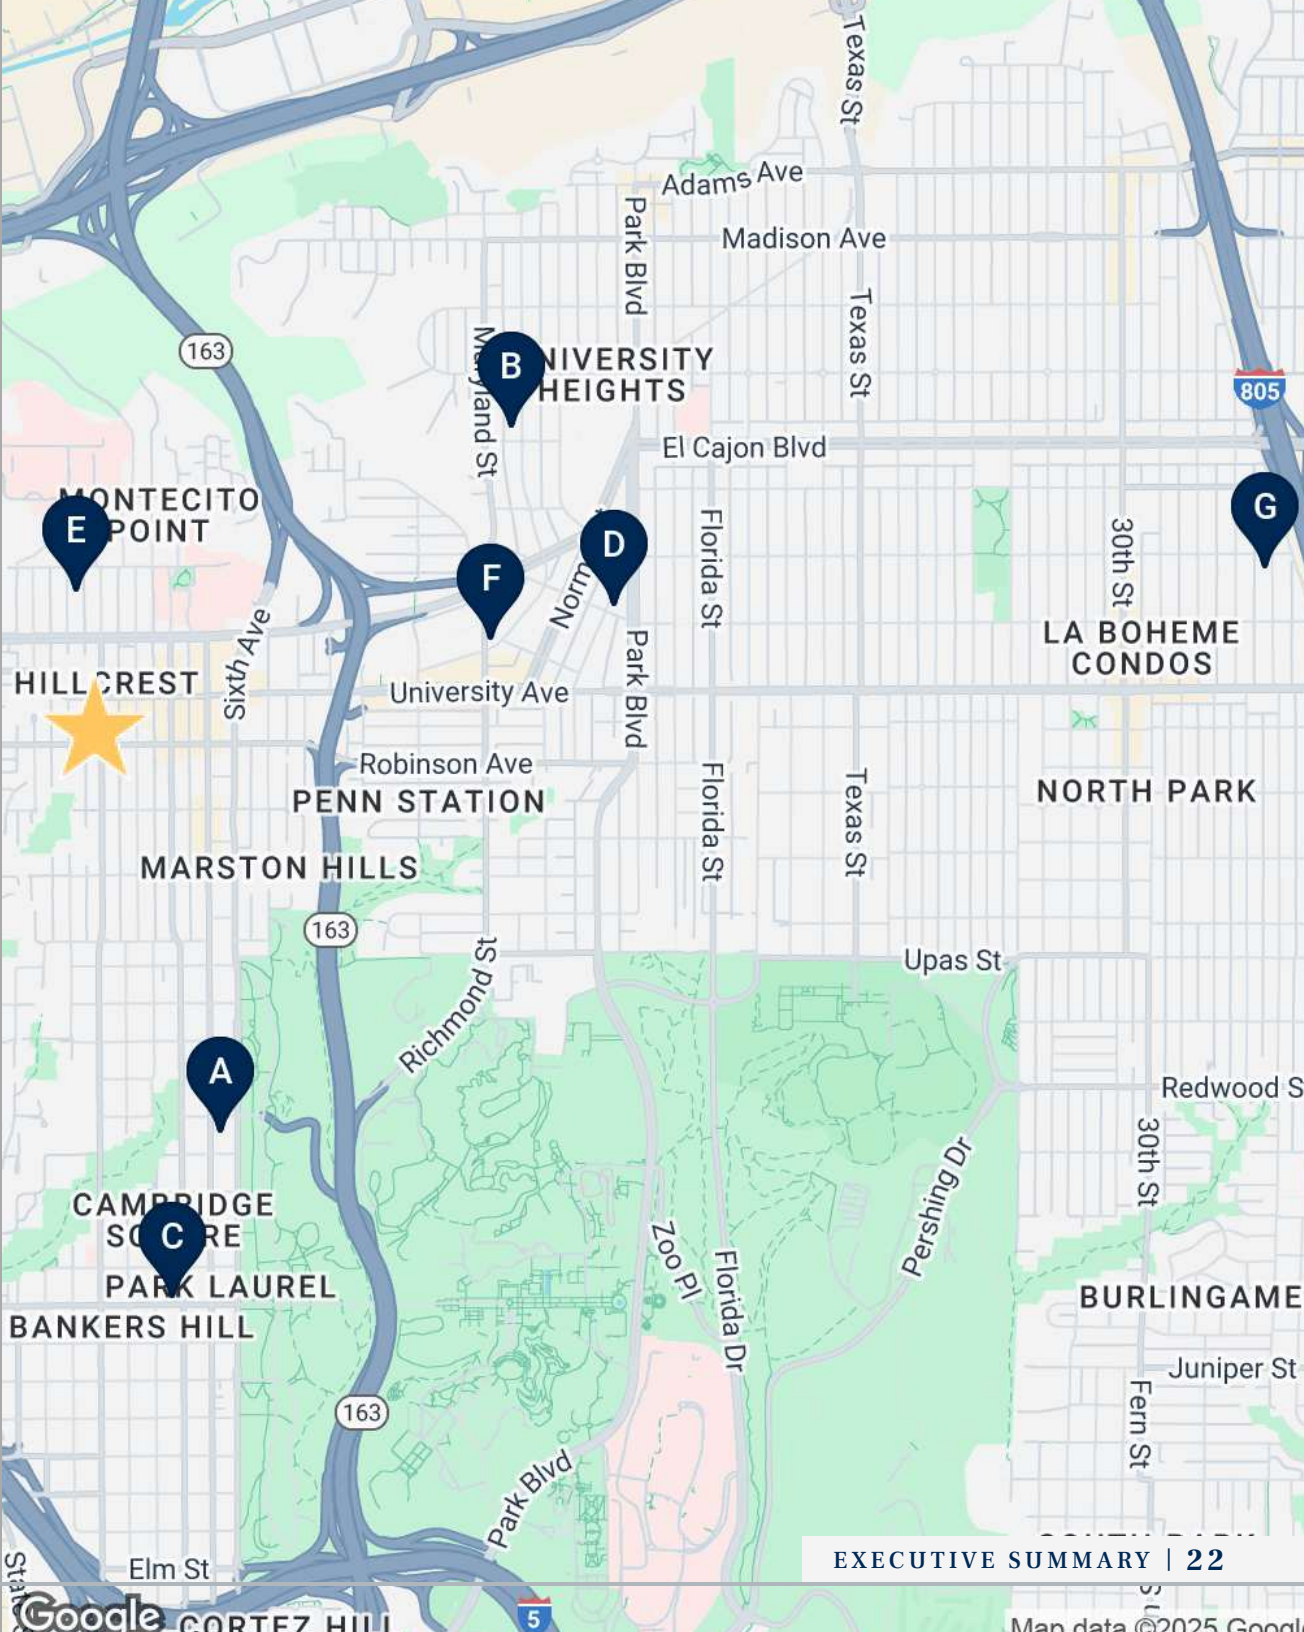 Texas St
Adams Ave
Park Blvd
Madison Ave
Texas St
163
Maryland St
B
UNIVERSITY
HEIGHTS
805
El Cajon Blvd
MONTECITO
POINT
E
G
D
F
Florida St
30th St
Sixth Ave
LA BOHEME
CONDOS
Park Blvd
HILLCREST
University Ave
Robinson Ave
PENN STATION
Florida St
Texas St
NORTH PARK
MARSTON HILLS
163
Upas St
Richmond St
A
Redwood S
30th St
Pershing Dr
CAMBRIDGE
C
PARK LAUREL
BANKERS HILL
Zoo Pl
Florida Dr
BURLINGAME
Juniper St
163
Fern St
Park Blvd
EXECUTIVE SUMMARY | 22
Elm St
Google
CORTEZ HILL
5
Map data ©2025 Google